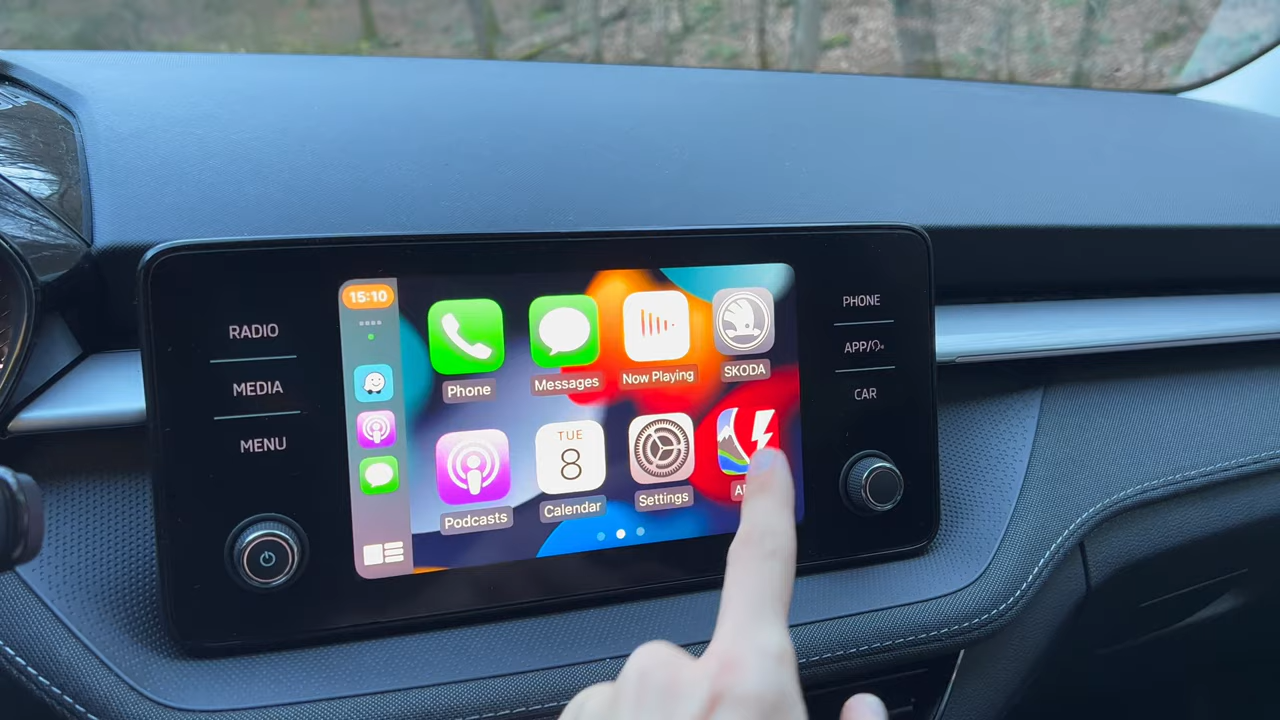 RADIO
MEDIA
MENU
15:10
Phone
Messages
Now Playing
SKODA
Podcasts
TUE
8
Calendar
Settings
PHONE
APP/
CAR